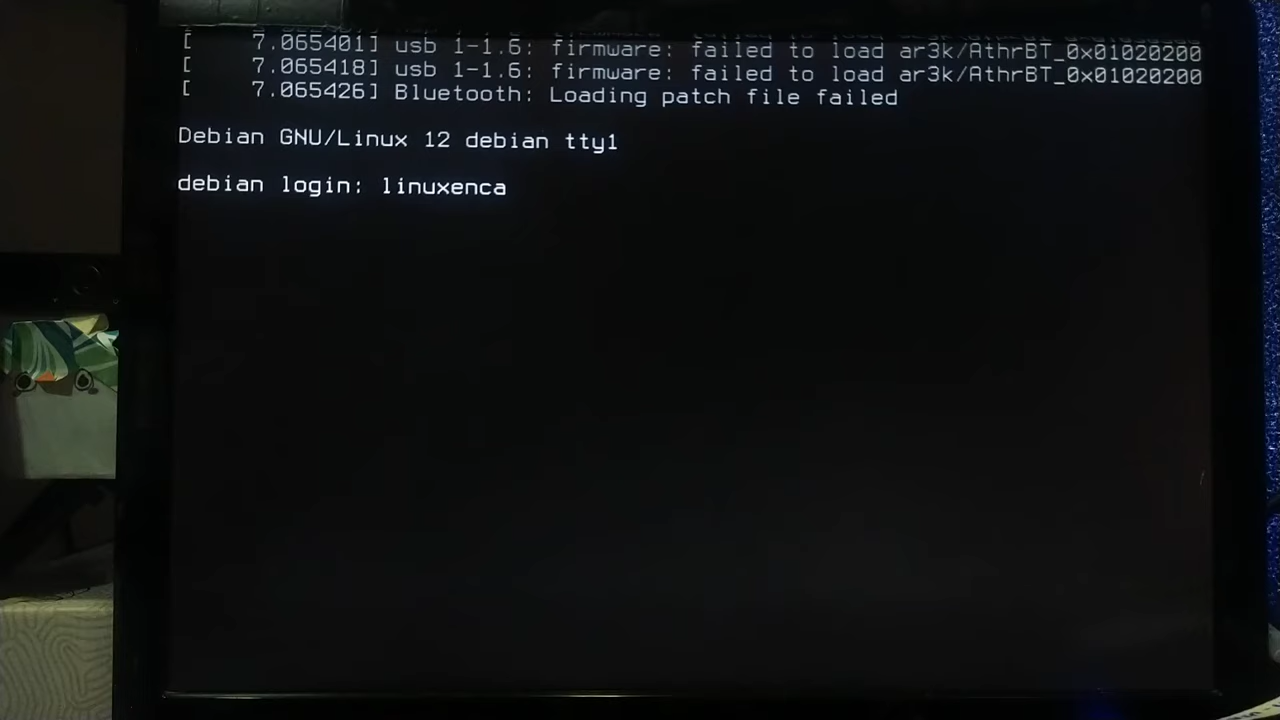 [    7.065401] usb 1-1.6: firmware: failed to load ar3k/AthrBT_0x01020200
[    7.065418] usb 1-1.6: firmware: failed to load ar3k/AthrBT_0x01020200
[    7.065426] Bluetooth: Loading patch file failed
Debian GNU/Linux 12 debian tty1
debian login: linuxenca